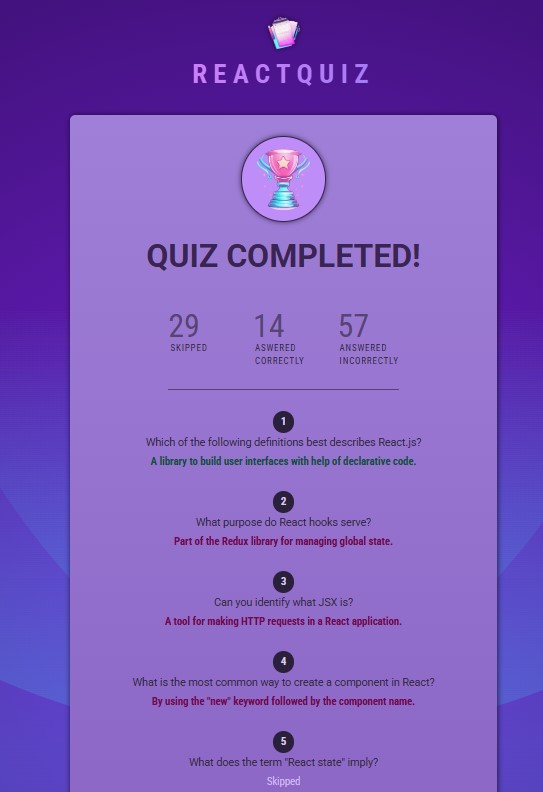 REACTQUIZ
QUIZ COMPLETED!
29 14 57
SKIPPED ASWERED ANSWERED
CORRECTLY INCORRECTLY
1
Which of the following definitions best describes React.js?
A library to build user interfaces with help of declarative code.
2
What purpose do React hooks serve?
Part of the Redux library for managing global state.
3
Can you identify what JSX is?
A tool for making HTTP requests in a React application.
4
What is the most common way to create a component in React?
By using the "new" keyword followed by the component name.
5
What does the term "React state" imply?
Skipped